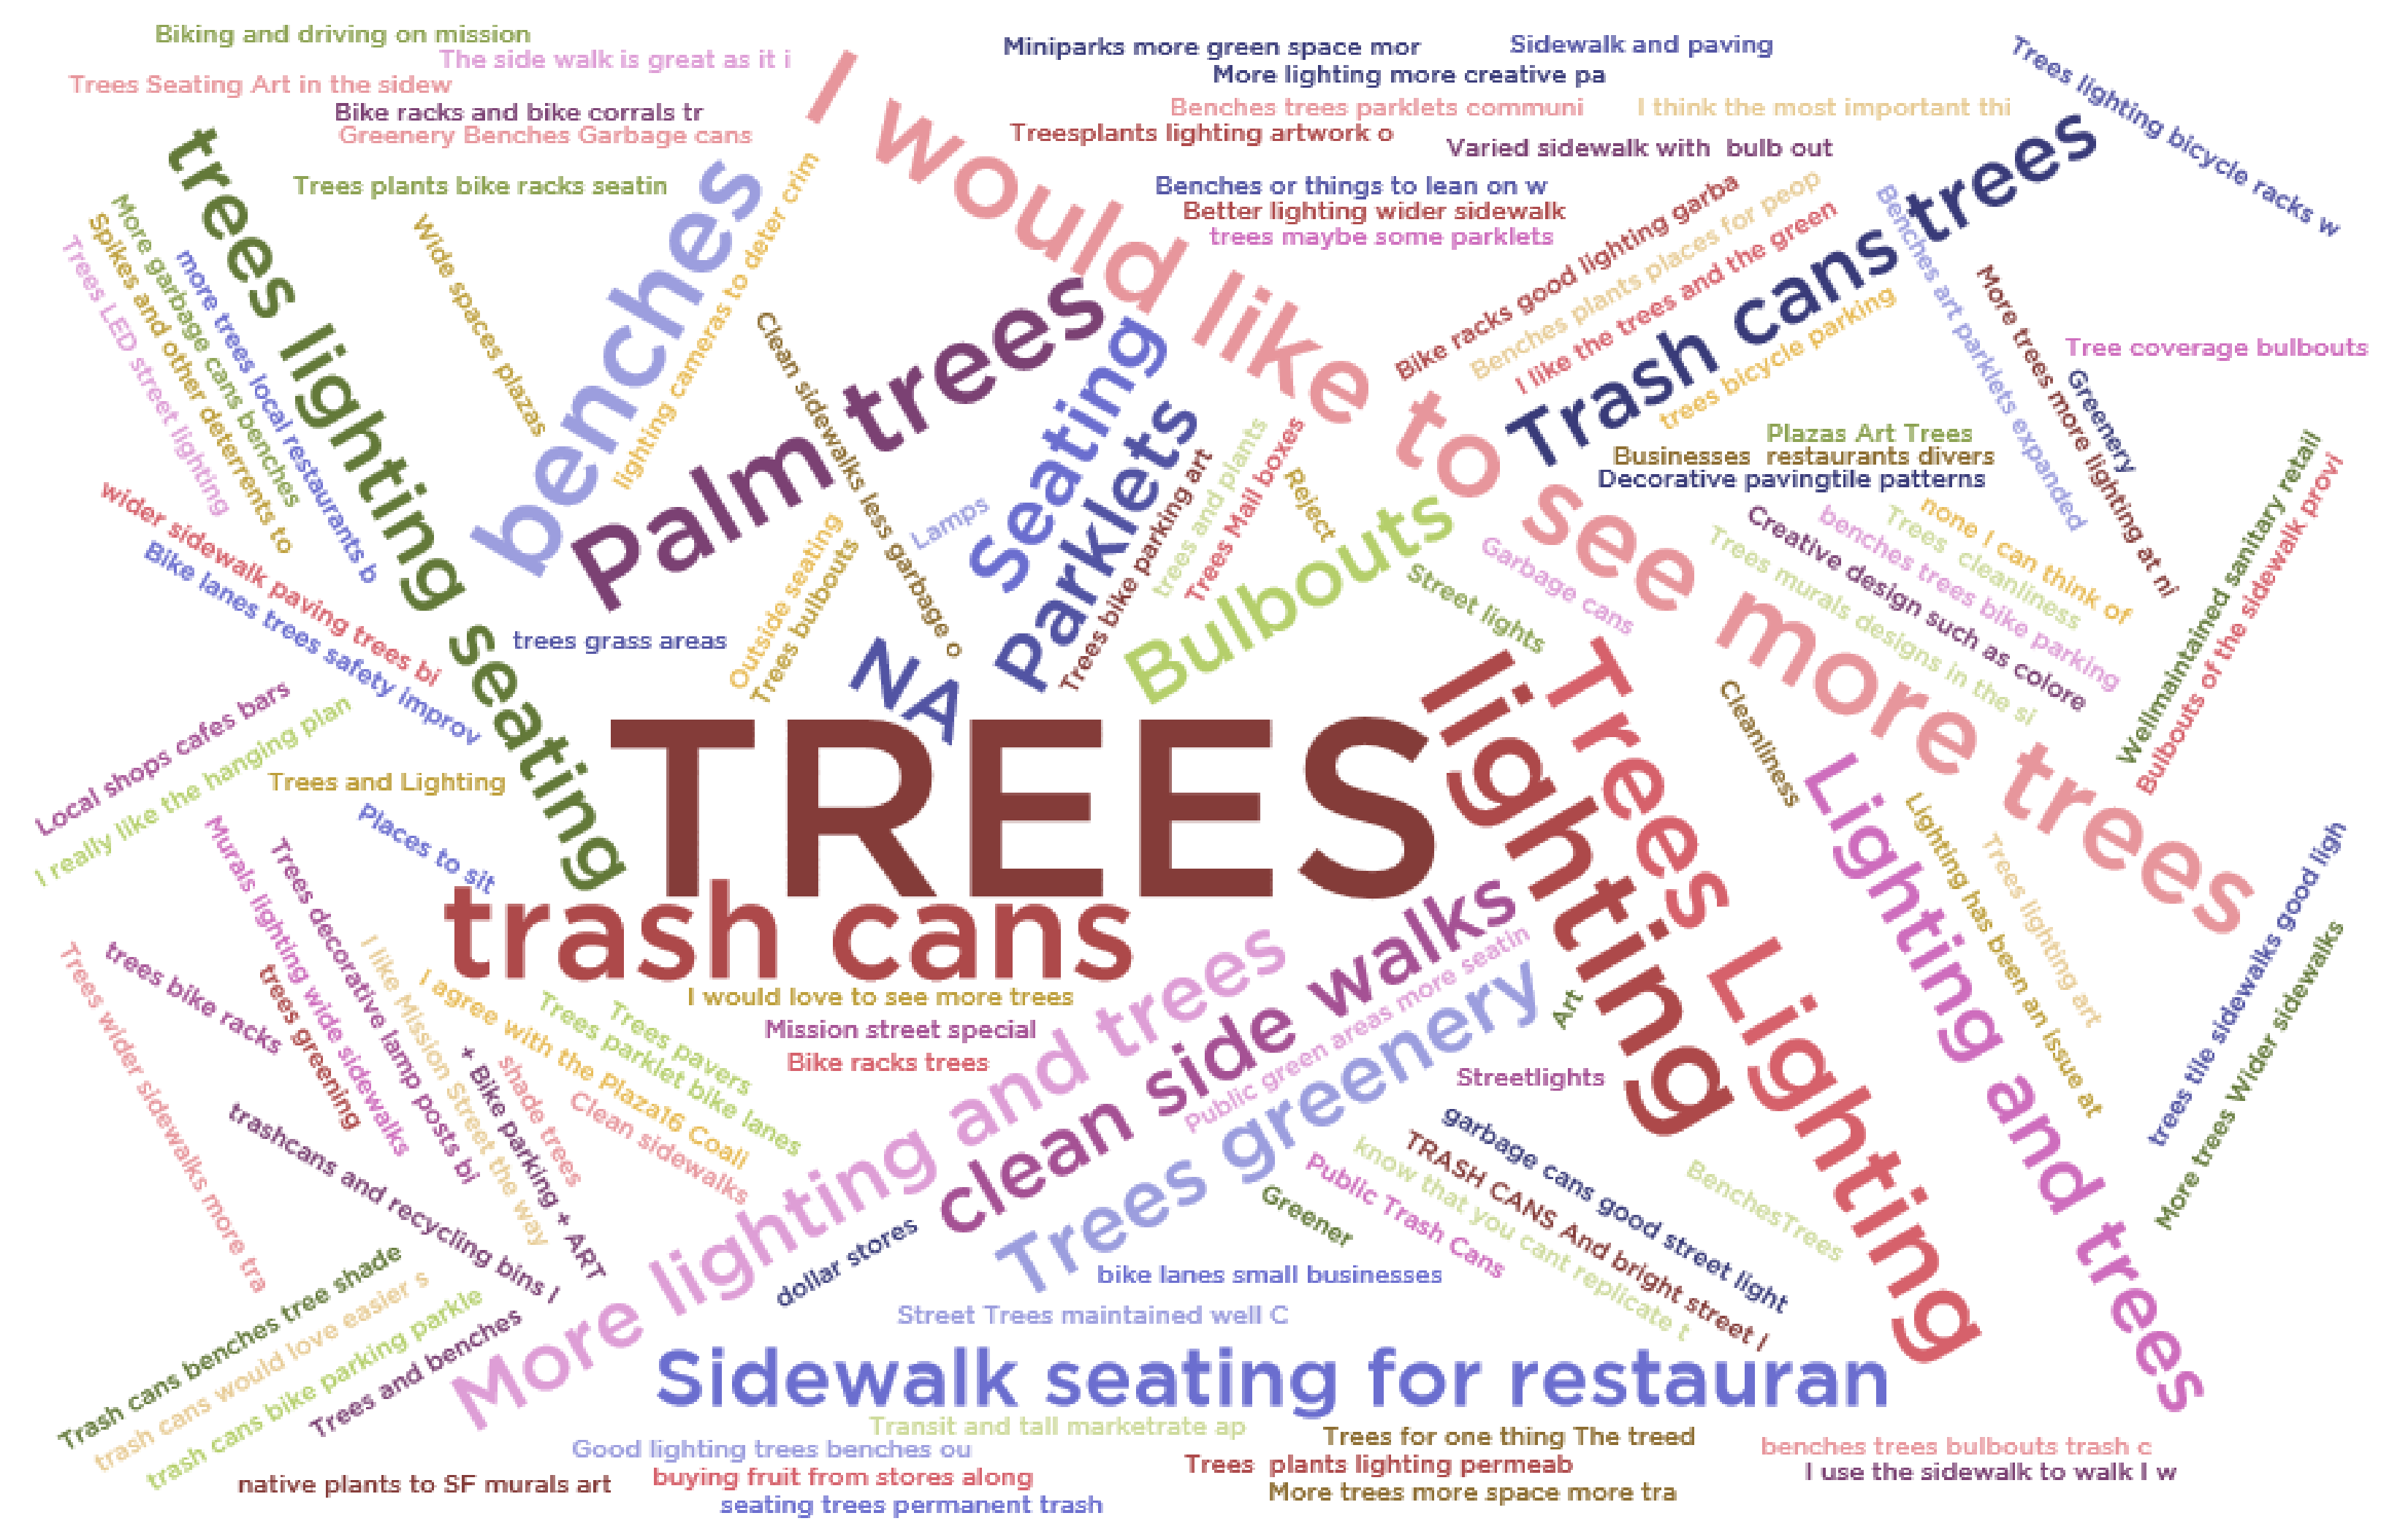 Biking and driving on mission
The side walk is great as it i
Trees Seating Art in the sidew
Bike racks and bike corrals tr
Greenery Benches Garbage cans
Trees plants bike racks seatin
Miniparks more green space mor
Sidewalk and paving
More lighting more creative pa
Benches trees parklets communi
I think the most important thi
Treesplants lighting artwork o
Varied sidewalk with bulb out
Benches or things to lean on w
Better lighting wider sidewalk
trees maybe some parklets
Trees lighting bicycle racks w
I would like to see more trees
trees lighting seating
More garbage cans benches
Spikes and other deterrents to
Trees LED street lighting
more trees local restaurants b
Wide spaces plazas
benches
lighting cameras to deter crim
Clean sidewalks less garbage o
Palm trees
Seating
Parklets
Trees bike parking art
trees and plants
Trees Mail boxes
Reject
Bike racks good lighting garba
Benches plants places for peop
I like the trees and the green
Trash cans trees
trees bicycle parking
Benches art parklets expanded
More trees more lighting at ni
Greenery
Tree coverage bulbouts
Plazas Art Trees
Businesses restaurants divers
Decorative pavingtile patterns
none I can think of
Trees cleanliness
benches trees bike parking
Creative design such as colore
Trees murals designs in the si
Wellmaintained sanitary retail
Bulbouts of the sidewalk provi
wider sidewalk paving trees bi
Bike lanes trees safety improv
trees grass areas
Outside seating
Trees bulbouts
Lamps
NA
Bulbouts
Street lights
Garbage cans
Cleanliness
Local shops cafes bars
I really like the hanging plan
Trees and Lighting
Places to sit
TREES
trash cans
lighting
Trees Lighting
Lighting and trees
Lighting has been an issue at
Trees lighting art
trees tile sidewalks good ligh
More trees Wider sidewalks
Murals lighting wide sidewalks
Trees decorative lamp posts bi
trees bike racks
trees greening
Trees wider sidewalks more tra
I like Mission Street the way
I agree with the Plaza16 Coali
Trees pavers
Trees parklet bike lanes
+ Bike parking + ART
shade trees
Clean sidewalks
trashcans and recycling bins l
I would love to see more trees
Mission street special
Bike racks trees
More lighting and trees
clean side walks
Public green areas more seatin
Trees greenery
Art
Streetlights
garbage cans good street light
TRASH CANS And bright street l
know that you cant replicate t
Public Trash Cans
BenchesTrees
Greener
dollar stores
bike lanes small businesses
Street Trees maintained well C
Trash cans benches tree shade
trash cans would love easier s
trash cans bike parking parkle
Trees and benches
Sidewalk seating for restauran
Transit and tall marketrate ap
Good lighting trees benches ou
buying fruit from stores along
seating trees permanent trash
native plants to SF murals art
Trees for one thing The treed
Trees plants lighting permeab
More trees more space more tra
benches trees bulbouts trash c
I use the sidewalk to walk I w